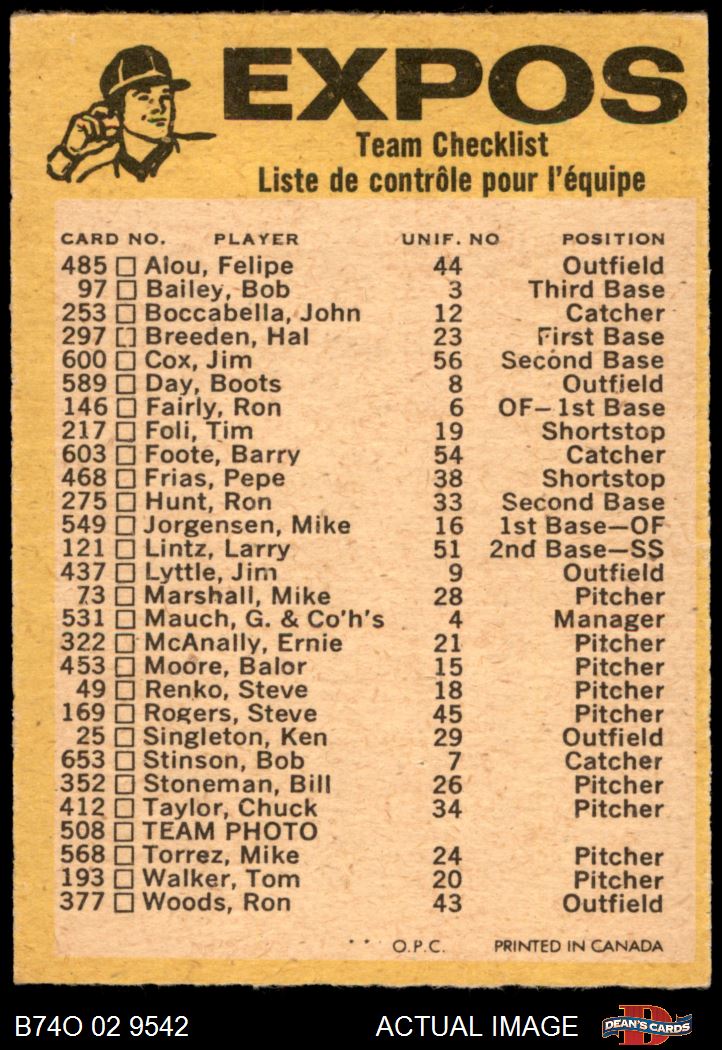 EXPOS
Team Checklist
Liste de contrôle pour l'équipe
CARD NO. PLAYER UNIF. NO POSITION
485 Alou, Felipe 44 Outfield
97 Bailey, Bob 3 Third Base
253 Boccabella, John 12 Catcher
297 Breeden, Hal 23 First Base
600 Cox, Jim 56 Second Base
589 Day, Boots 8 Outfield
146 Fairly, Ron 6 OF—1st Base
217 Foli, Tim 19 Shortstop
603 Foote, Barry 54 Catcher
468 Frias, Pepe 38 Shortstop
275 Hunt, Ron 33 Second Base
549 Jorgensen, Mike 16 1st Base—OF
121 Lintz, Larry 51 2nd Base—SS
437 Lyttle, Jim 9 Outfield
73 Marshall, Mike 28 Pitcher
531 Mauch, G. & Co'h's 4 Manager
322 McAnally, Ernie 21 Pitcher
453 Moore, Balor 15 Pitcher
49 Renko, Steve 18 Pitcher
169 Rogers, Steve 45 Pitcher
25 Singleton, Ken 29 Outfield
653 Stinson, Bob 7 Catcher
352 Stoneman, Bill 26 Pitcher
412 Taylor, Chuck 34 Pitcher
508 TEAM PHOTO
568 Torrez, Mike 24 Pitcher
193 Walker, Tom 20 Pitcher
377 Woods, Ron 43 Outfield
* * O.P.C. PRINTED IN CANADA
B74O 02 9542 ACTUAL IMAGE DEAN'S CARDS